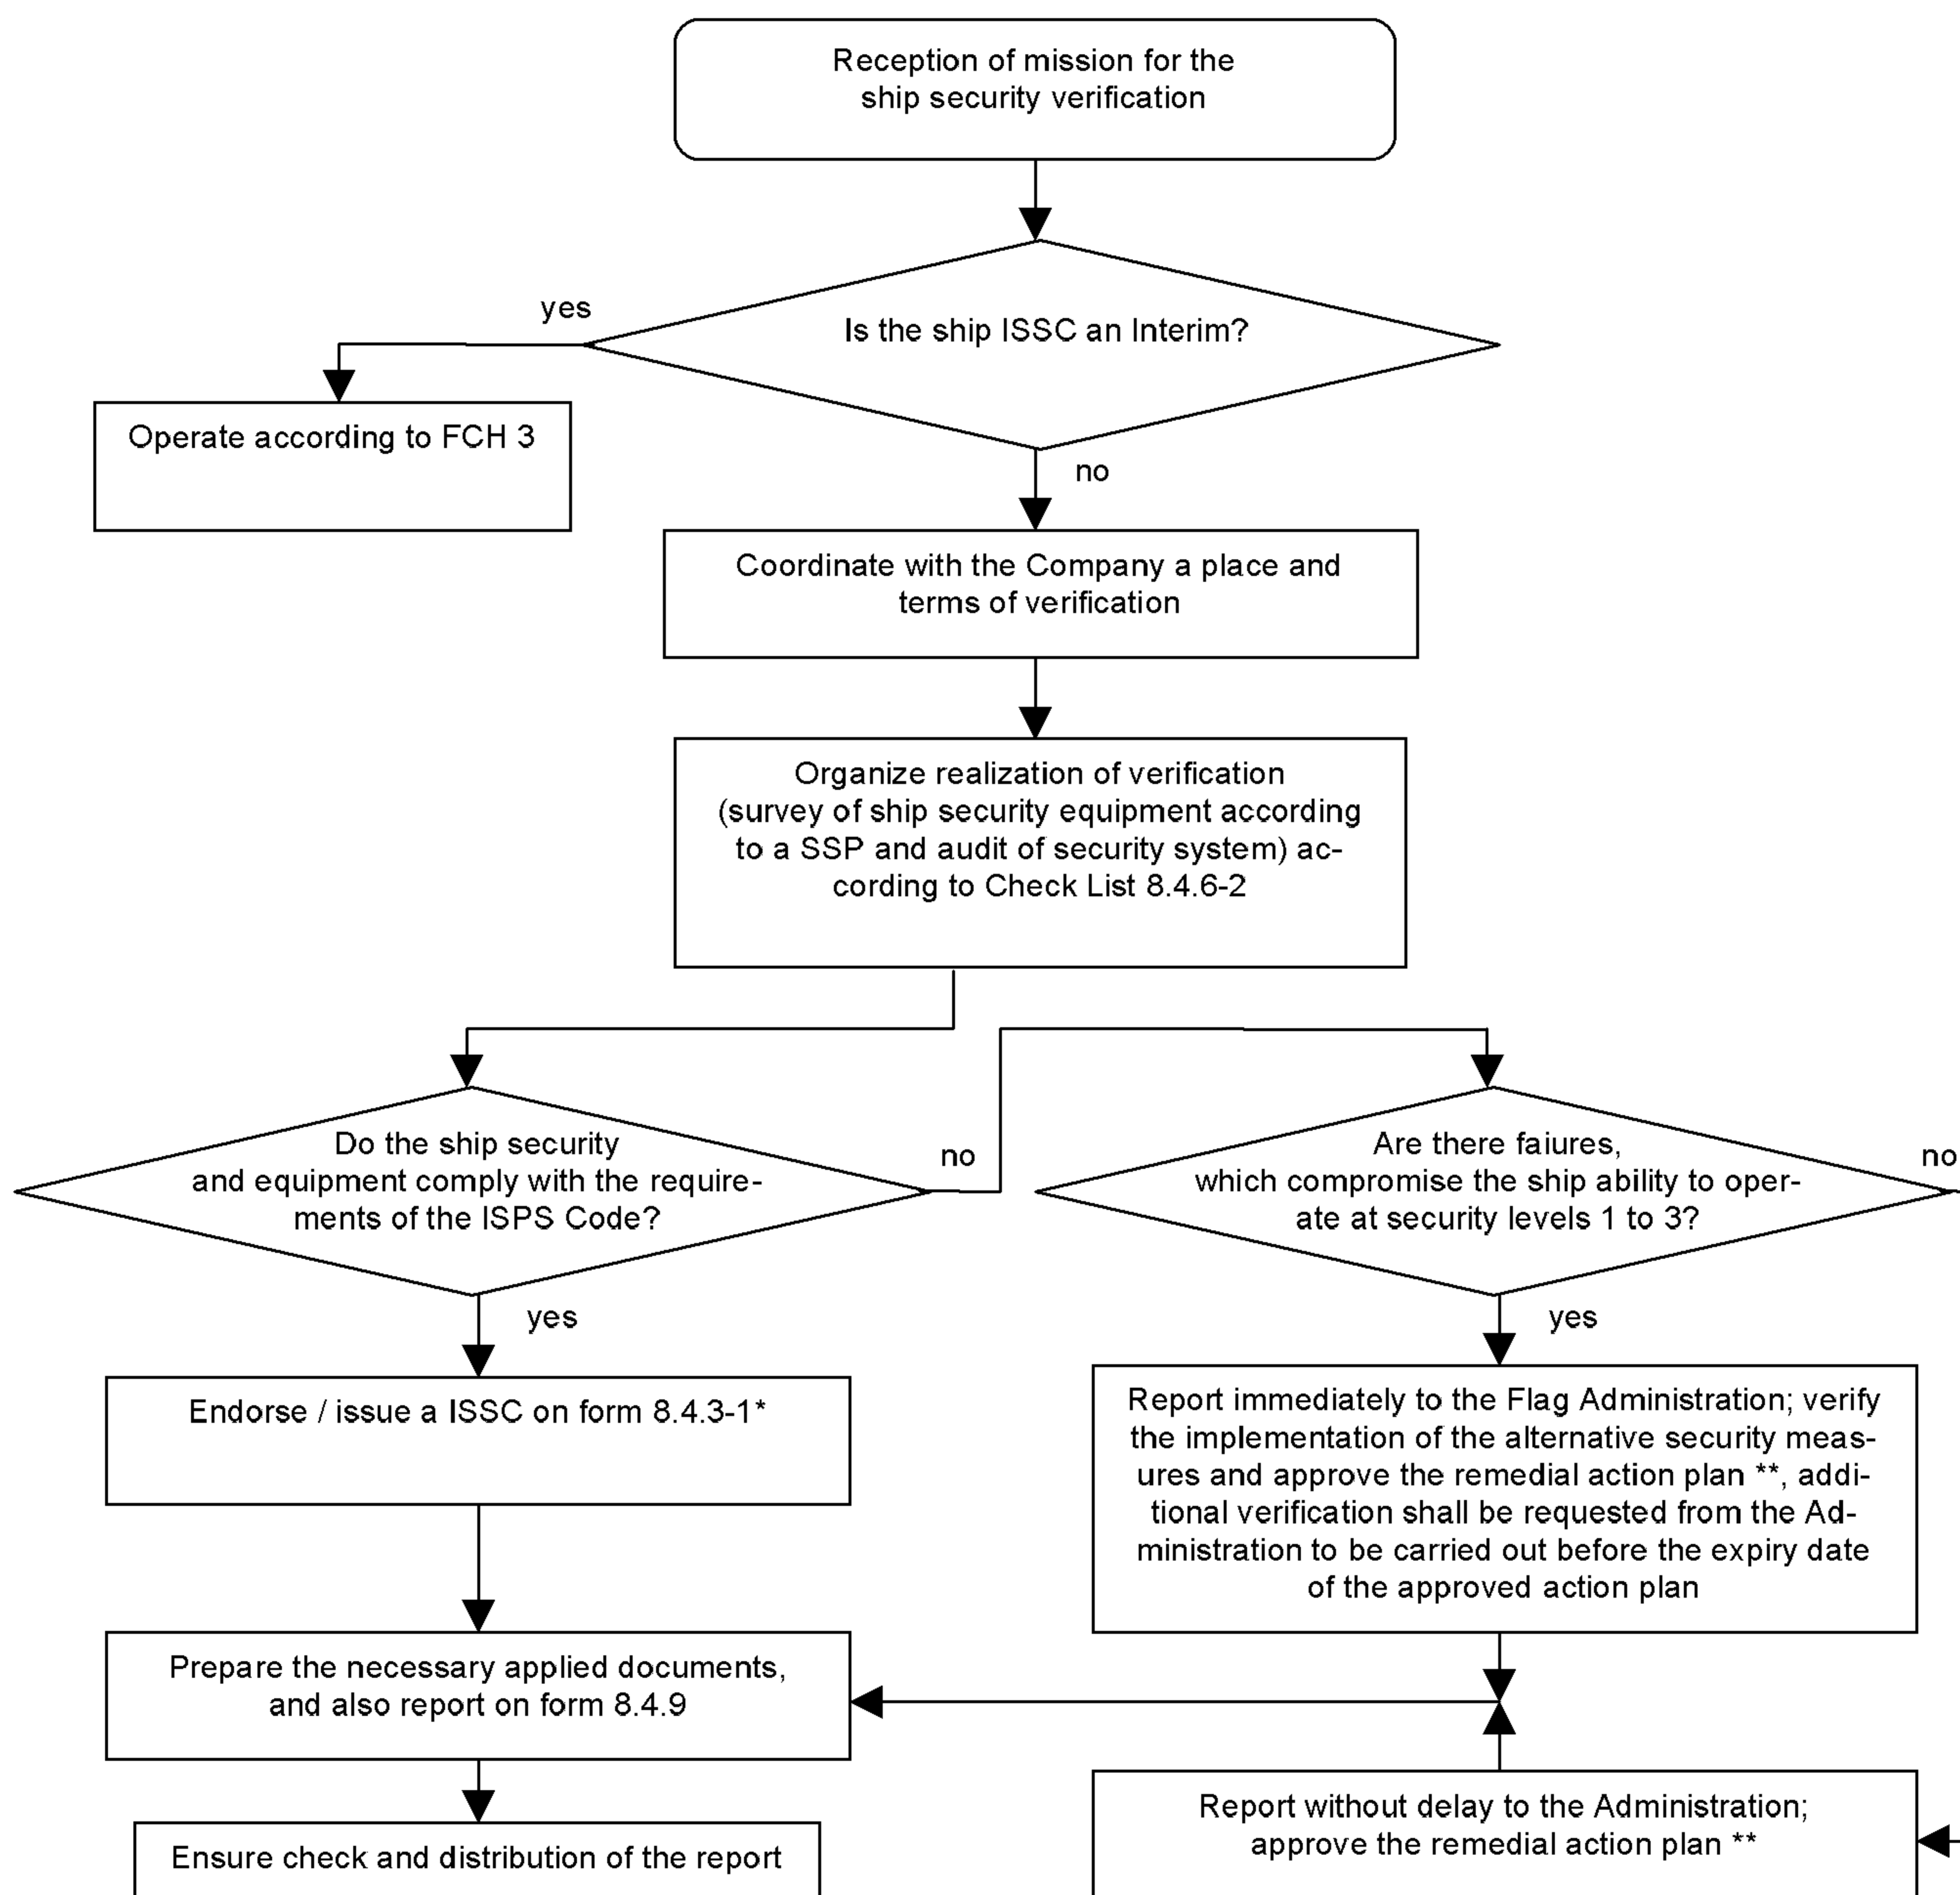 Reception of mission for the
ship security verification
yes
Is the ship ISSC an Interim?
Operate according to FCH 3
no
Coordinate with the Company a place and
terms of verification
Organize realization of verification
(survey of ship security equipment according
to a SSP and audit of security system) ac-
cording to Check List 8.4.6-2
Do the ship security
and equipment comply with the require-
ments of the ISPS Code?
no
Are there faiures,
which compromise the ship ability to oper-
ate at security levels 1 to 3?
no
yes
yes
Endorse / issue a ISSC on form 8.4.3-1*
Report immediately to the Flag Administration; verify
the implementation of the alternative security meas-
ures and approve the remedial action plan **, addi-
tional verification shall be requested from the Ad-
ministration to be carried out before the expiry date
of the approved action plan
Prepare the necessary applied documents,
and also report on form 8.4.9
Report without delay to the Administration;
approve the remedial action plan **
Ensure check and distribution of the report